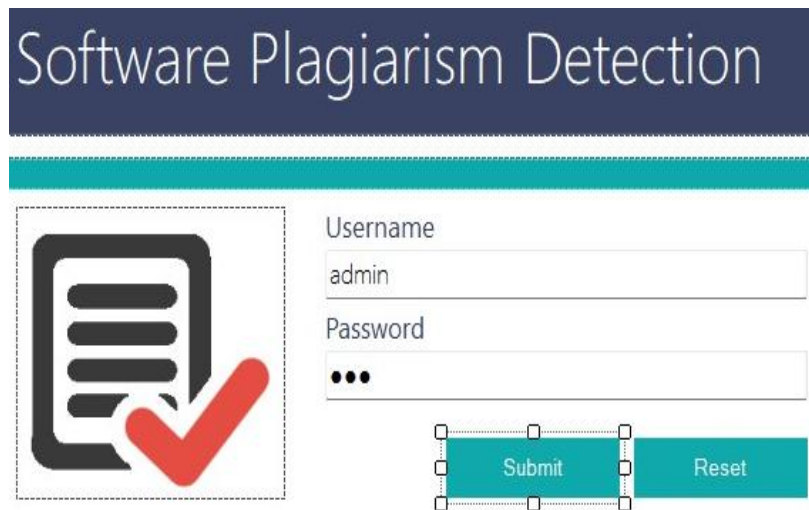 Software Plagiarism Detection
Username
admin
Password
•••
Submit Reset